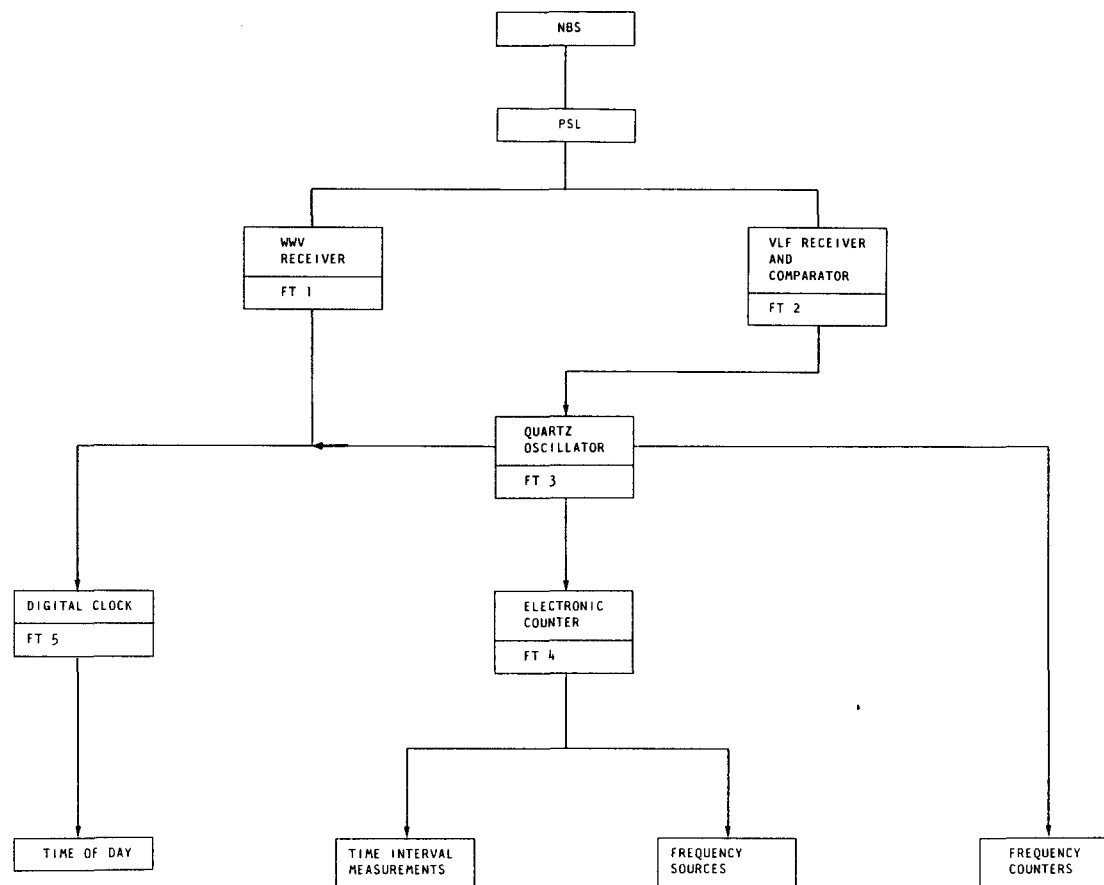 NBS
PSL
WWV
RECEIVER
FT 1
VLF RECEIVER
AND
COMPARATOR
FT 2
QUARTZ
OSCILLATOR
FT 3
DIGITAL CLOCK
FT 5
ELECTRONIC
COUNTER
FT 4
TIME OF DAY
TIME INTERVAL
MEASUREMENTS
FREQUENCY
SOURCES
FREQUENCY
COUNTERS